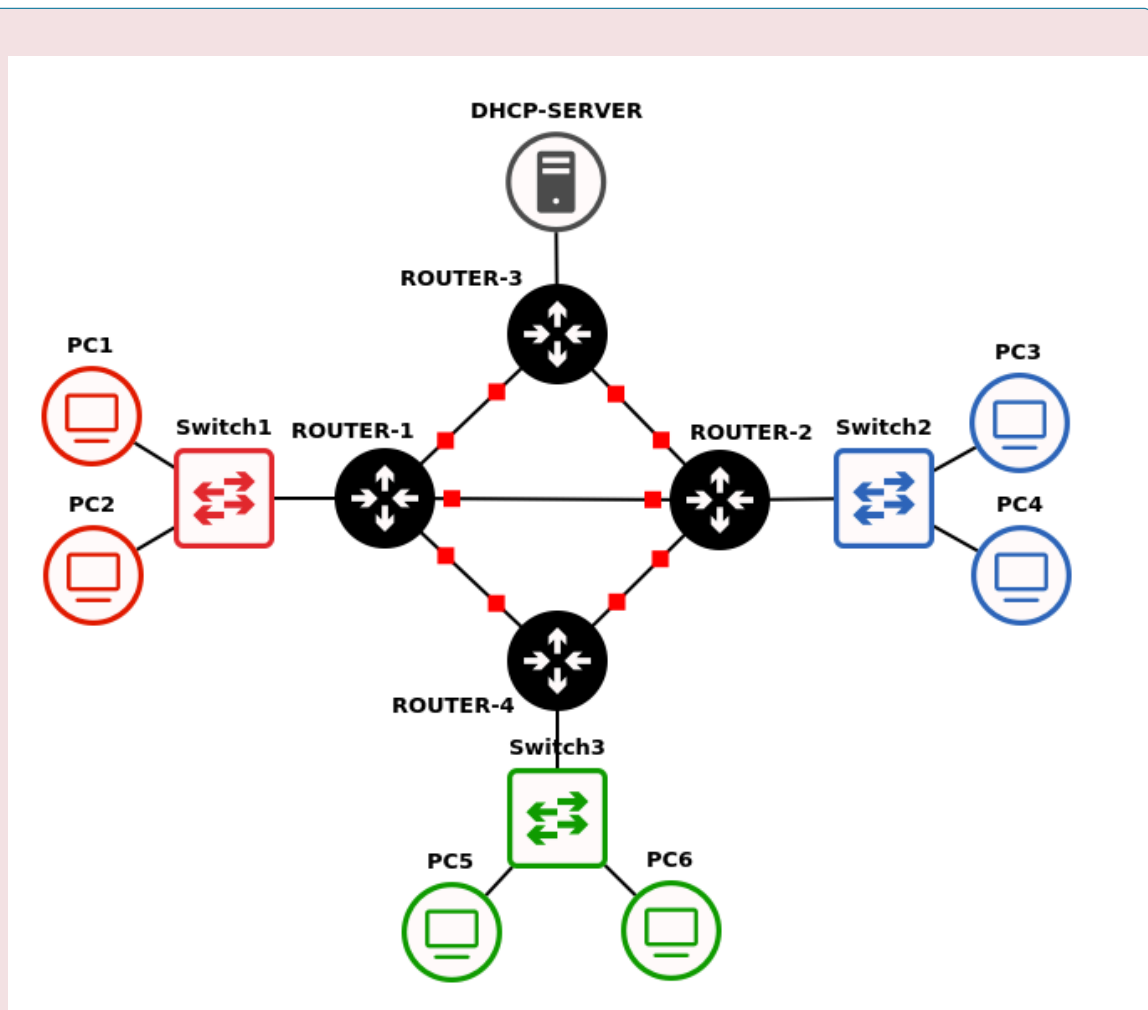 DHCP-SERVER
ROUTER-3
PC1
PC3
Switch1
ROUTER-1
ROUTER-2
Switch2
PC2
PC4
ROUTER-4
Switch3
PC5
PC6